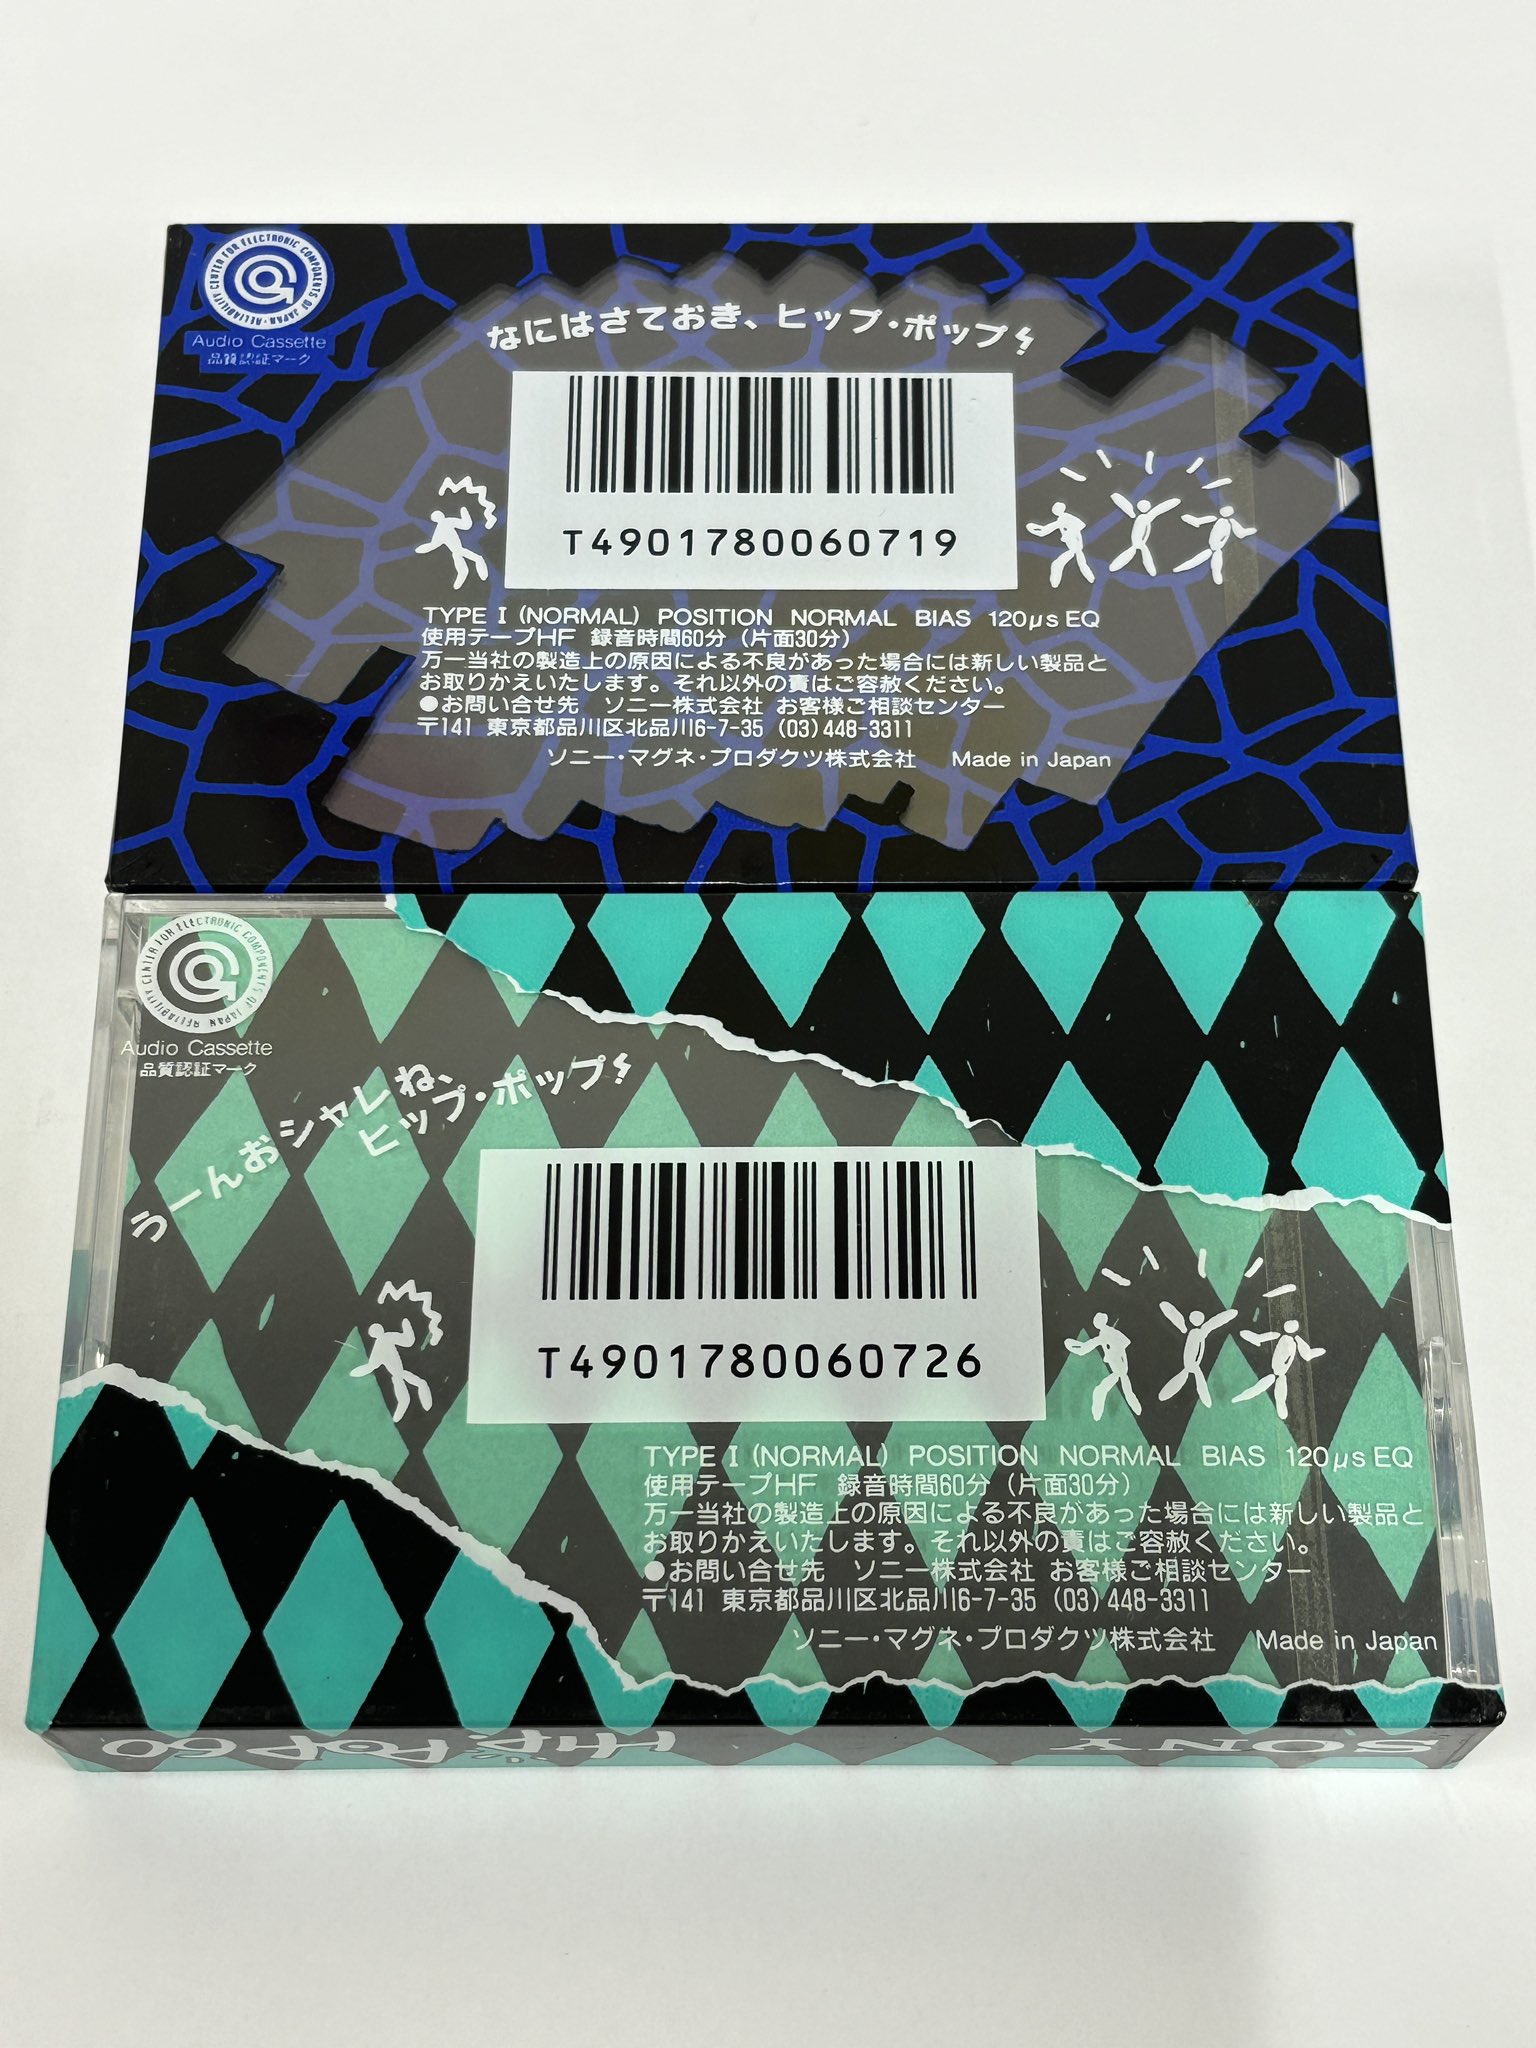 RELIABILITY CENTER FOR ELECTRONIC COMPONENTS OF JAPAN
Audio Cassette
品質認証マーク
なにはさておき、ヒップ・ポップ!
T4901780060719
TYPE I (NORMAL) POSITION NORMAL BIAS 120μs EQ
使用テープHF 録音時間60分 (片面30分)
万一当社の製造上の原因による不良があった場合には新しい製品と
お取りかえいたします。それ以外の責はご容赦ください。
●お問い合せ先 ソニー株式会社 お客様ご相談センター
〒141 東京都品川区北品川6-7-35 (03)448-3311
ソニー・マグネ・プロダクツ株式会社 Made in Japan
RELIABILITY CENTER FOR ELECTRONIC COMPONENTS OF JAPAN
Audio Cassette
品質認証マーク
うーんおシャレね、
ヒップ・ポップ!
T4901780060726
TYPE I (NORMAL) POSITION NORMAL BIAS 120μs EQ
使用テープHF 録音時間60分 (片面30分)
万一当社の製造上の原因による不良があった場合には新しい製品と
お取りかえいたします。それ以外の責はご容赦ください。
●お問い合せ先 ソニー株式会社 お客様ご相談センター
〒141 東京都品川区北品川6-7-35 (03)448-3311
ソニー・マグネ・プロダクツ株式会社 Made in Japan
SONY HIP-POP60